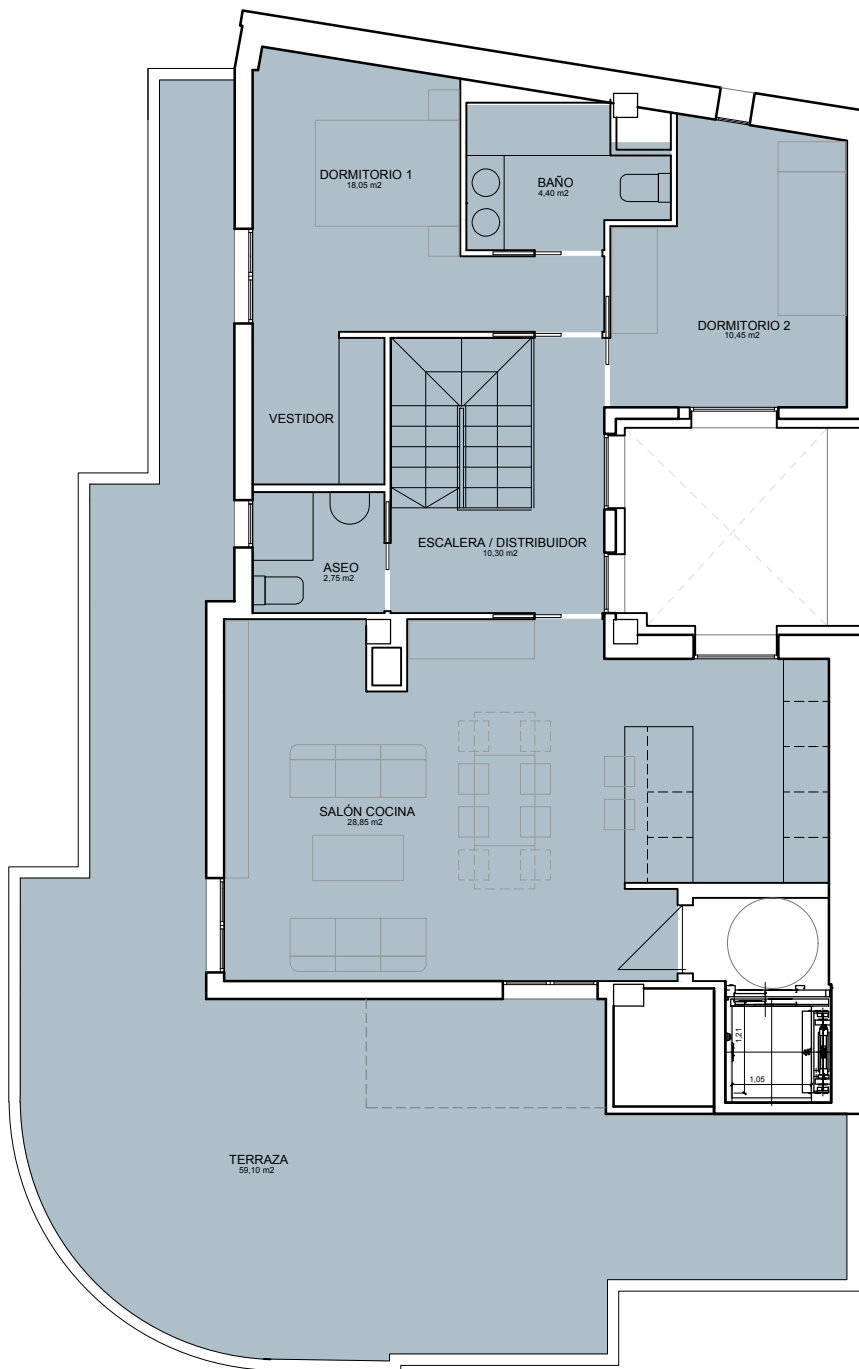 DORMITORIO 1
18,05 m2
BAÑO
4,40 m2
DORMITORIO 2
10,45 m2
VESTIDOR
ESCALERA / DISTRIBUIDOR
10,30 m2
ASEO
2,75 m2
SALÓN COCINA
28,85 m2
1,21
1,05
TERRAZA
59,10 m2